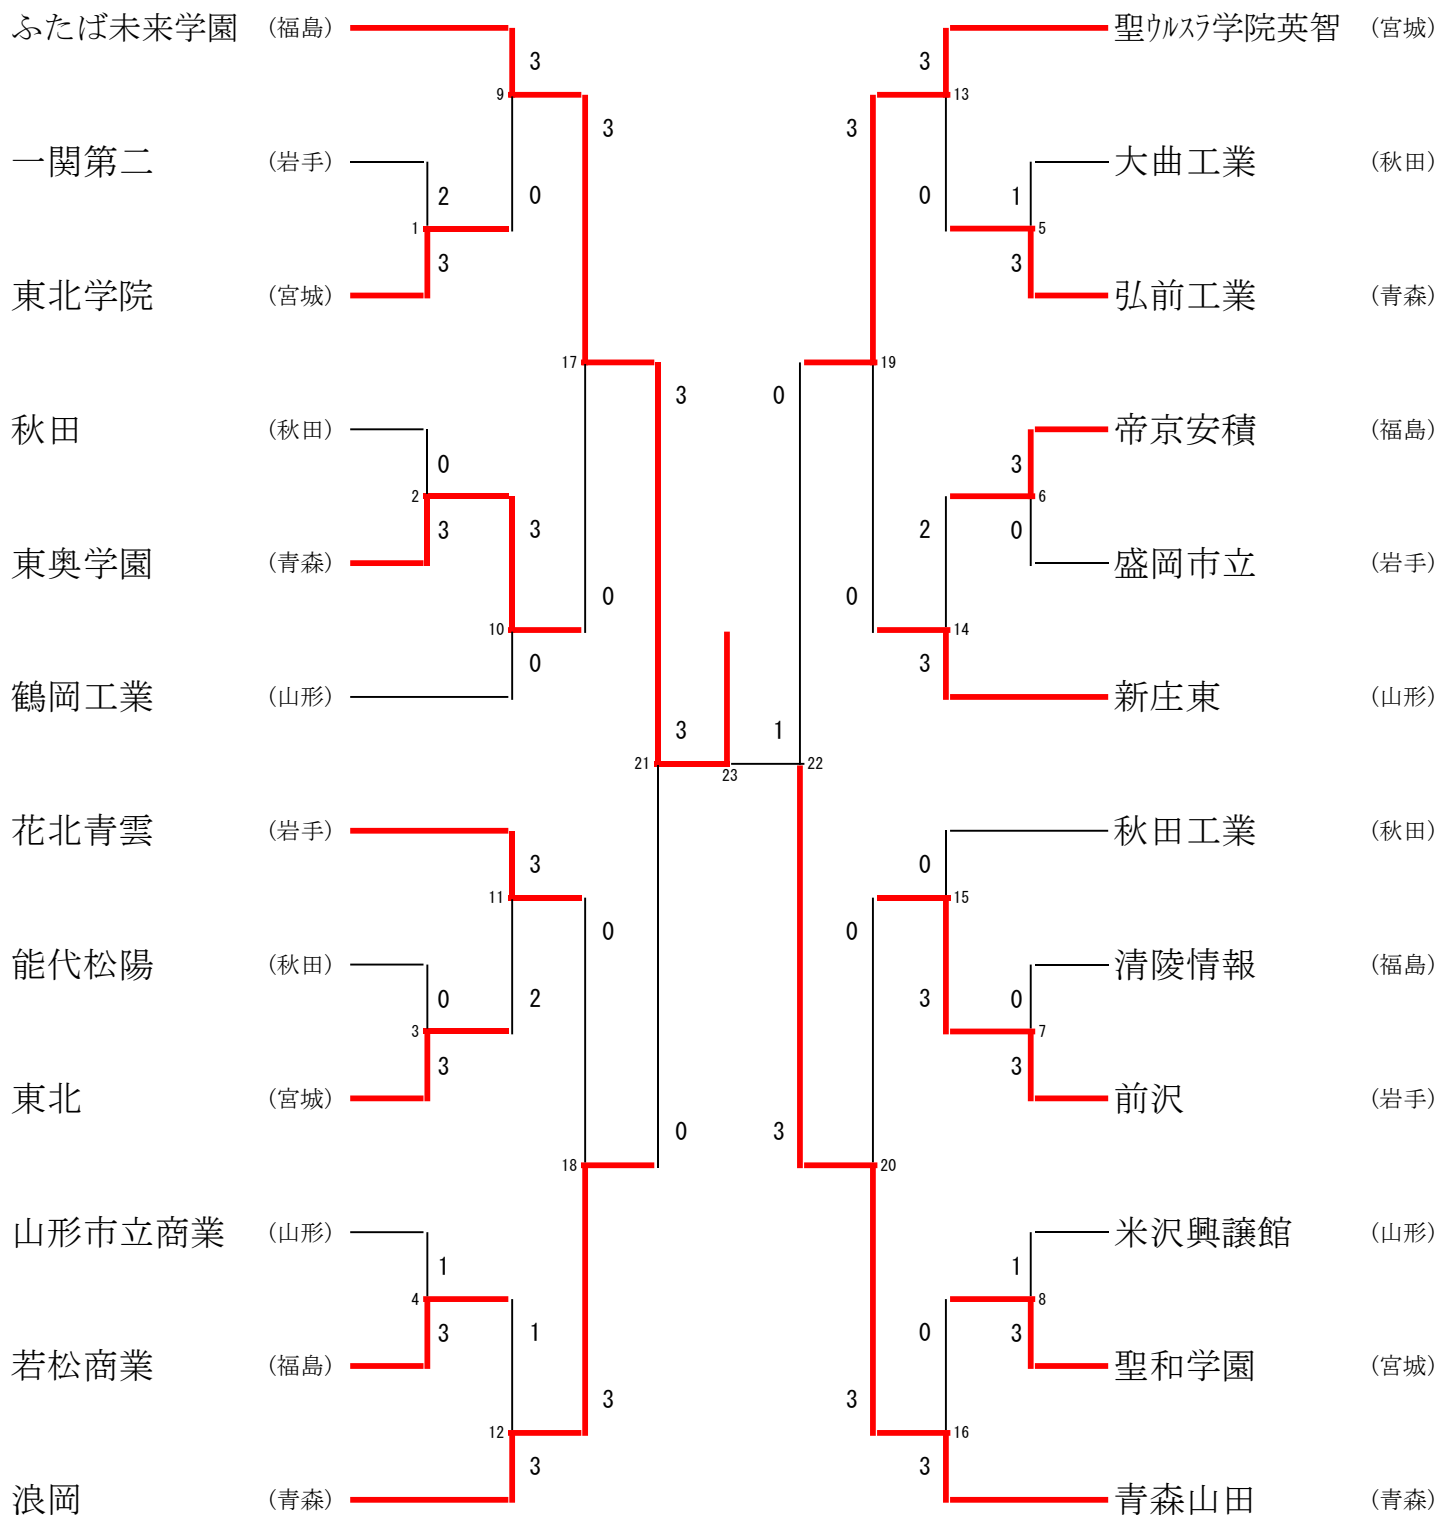 ふたば未来学園 (福島) 聖ウルスラ学院英智 (宮城)
3 3
9 13
3 3
一関第二 (岩手) 大曲工業 (秋田)
2 0 0 1
1 5
3 3
東北学院 (宮城) 弘前工業 (青森)
17 19
3 0
秋田 (秋田) 帝京安積 (福島)
0 3
2 6
3 3 2 0
東奥学園 (青森) 盛岡市立 (岩手)
0 0
10 14
0 3
鶴岡工業 (山形) 新庄東 (山形)
3 1
21 23 22
花北青雲 (岩手) 秋田工業 (秋田)
3 0
11 15
0 0
能代松陽 (秋田) 清陵情報 (福島)
0 2 3 0
3 7
3 3
東北 (宮城) 前沢 (岩手)
0 3
18 20
山形市立商業 (山形) 米沢興譲館 (山形)
1 1
4 8
3 1 0 3
若松商業 (福島) 聖和学園 (宮城)
3 3
12 16
3 3
浪岡 (青森) 青森山田 (青森)